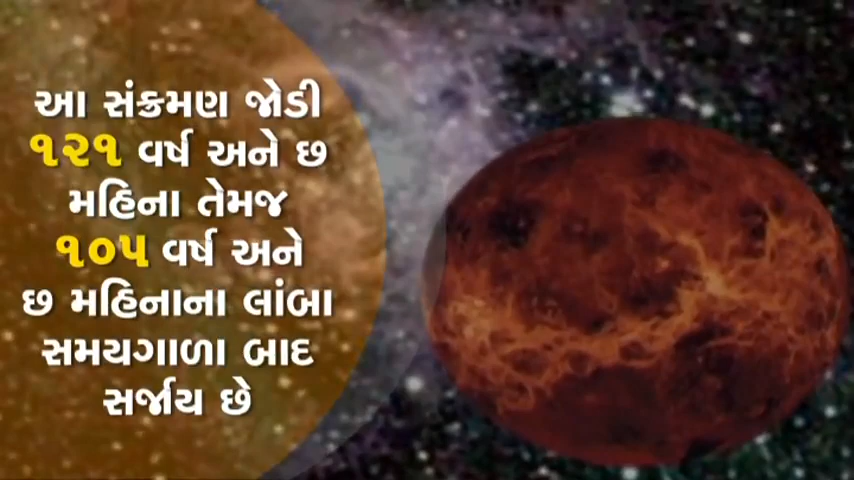 આ સંક્રમણ જોડી
૧૨૧ વર્ષ અને છ
મહિના તેમજ
૧૦૫ વર્ષ અને
છ મહિનાના લાંબા
સમયગાળા બાદ
સર્જાય છે